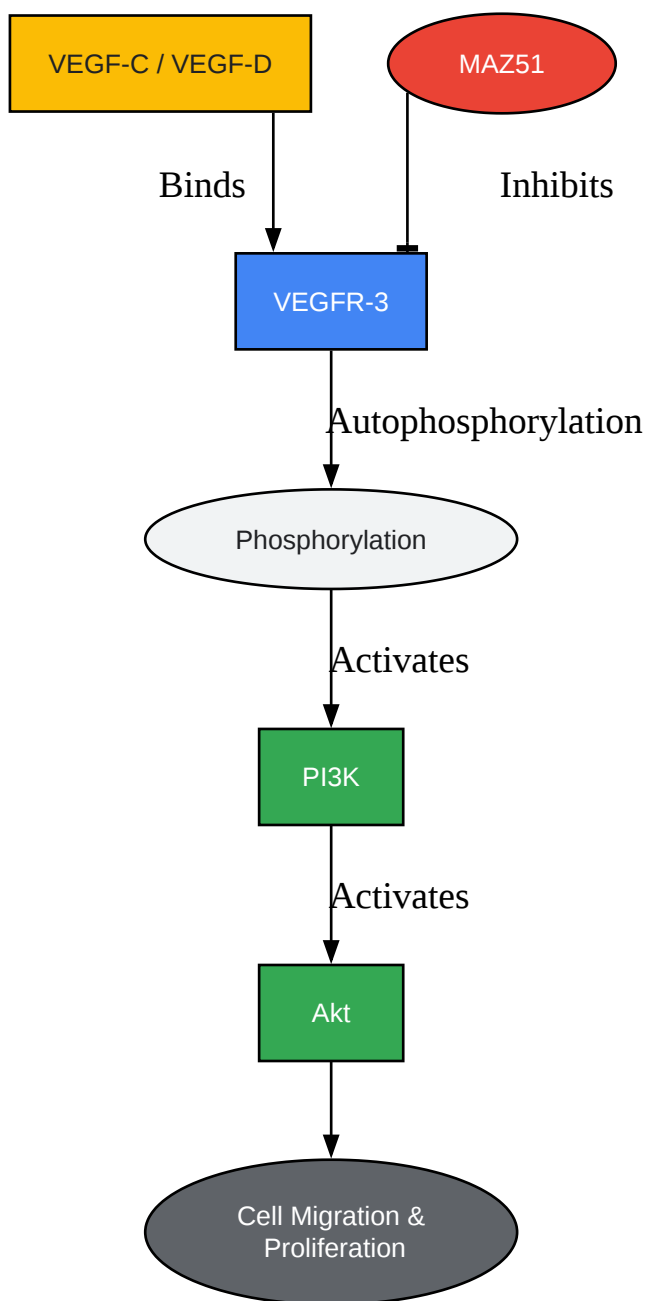 VEGF-C / VEGF-D
MAZ51
Binds
Inhibits
VEGFR-3
Autophosphorylation
Phosphorylation
Activates
PI3K
Activates
Akt
Cell Migration &
Proliferation